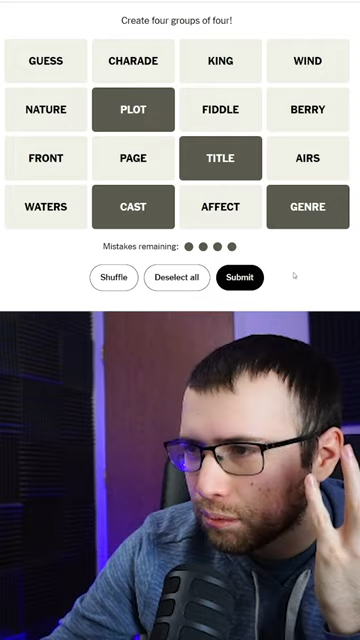 Create four groups of four!
GUESS CHARADE KING WIND
NATURE PLOT FIDDLE BERRY
FRONT PAGE TITLE AIRS
WATERS CAST AFFECT GENRE
Mistakes remaining:
Shuffle Deselect all Submit